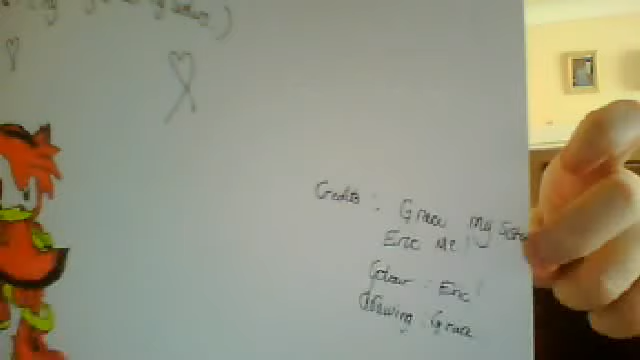 Credits : Grace my Sister
Eric Me!
Colour : Eric!
drawing : Grace